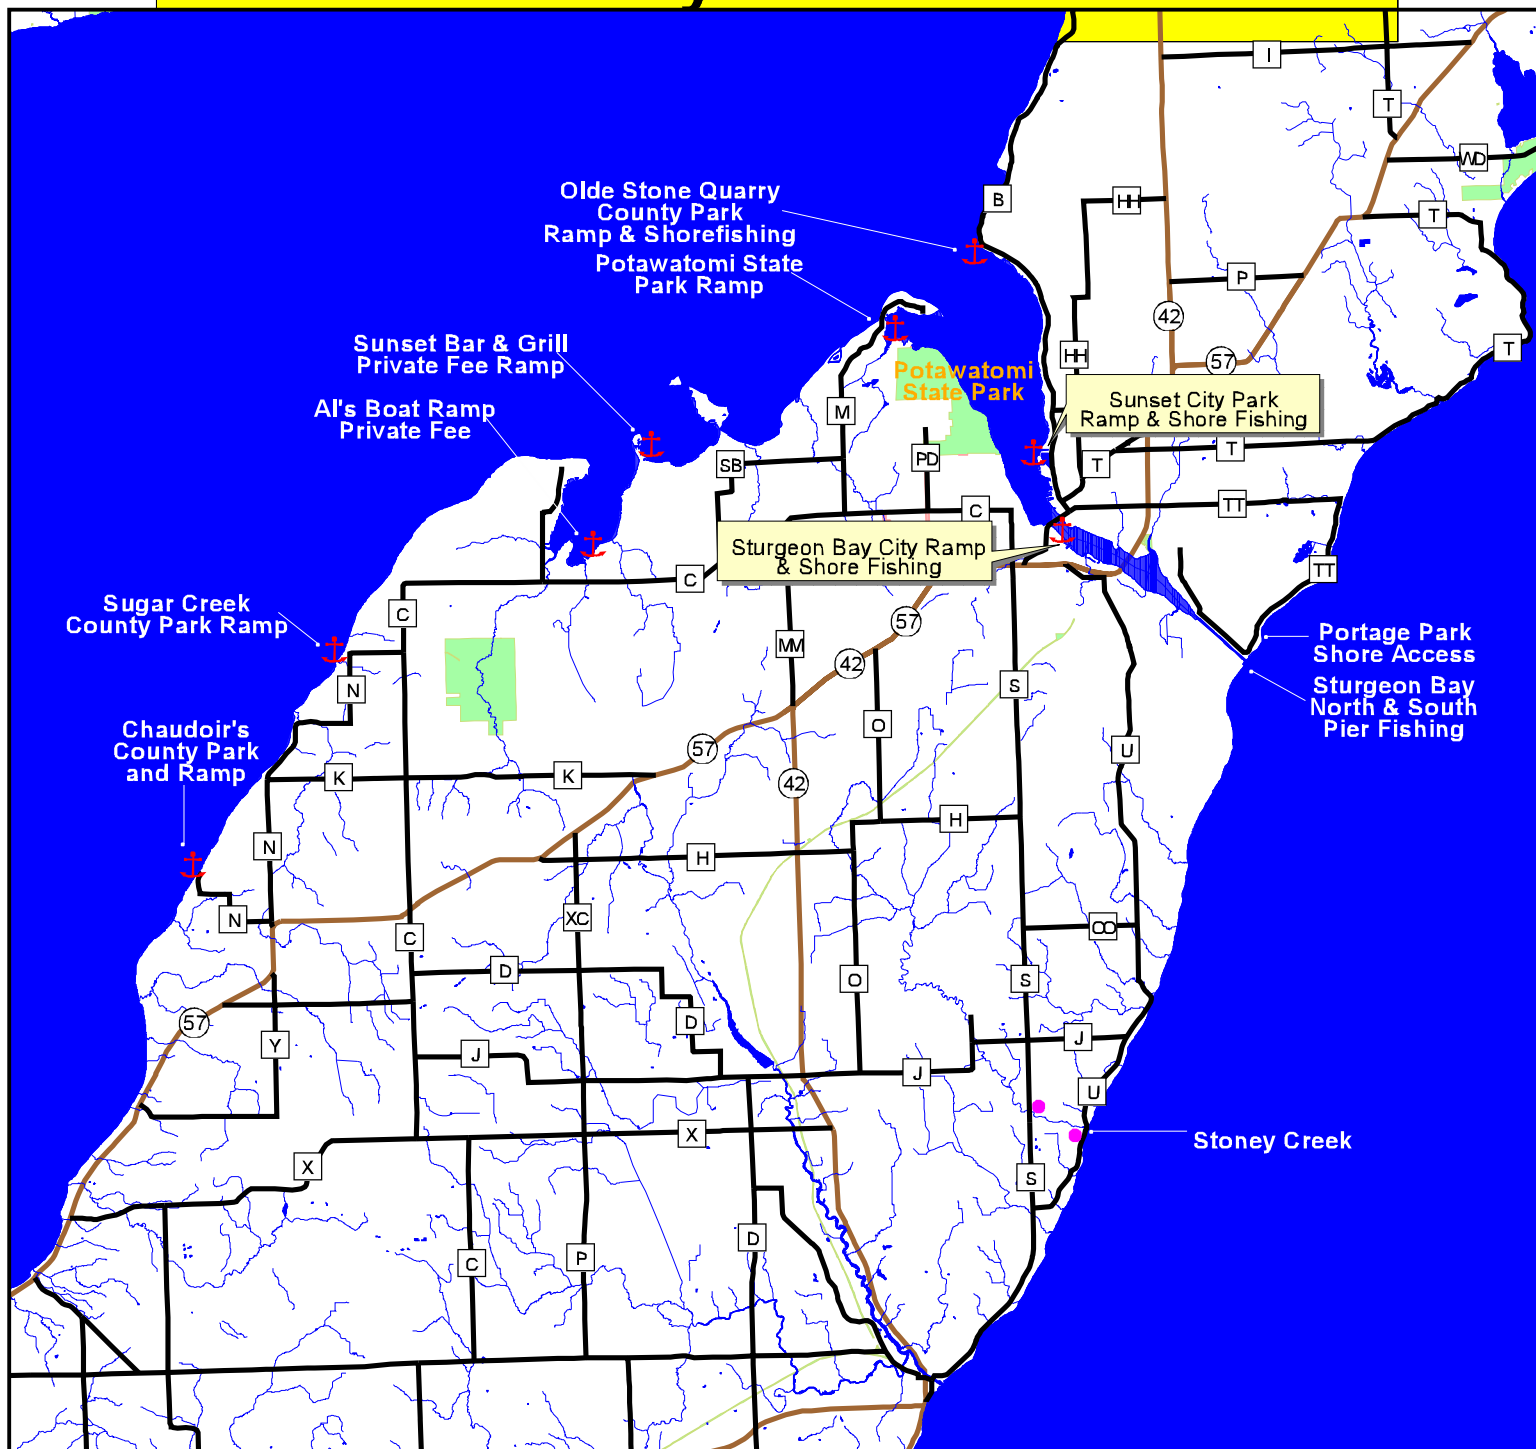 I
T
WD
Olde Stone Quarry
County Park
Ramp & Shorefishing
B
HH
T
Potawatomi State
Park Ramp
P
42
Sunset Bar & Grill
Private Fee Ramp
HH
57
T
Potawatomi
State Park
Sunset City Park
Ramp & Shore Fishing
Al's Boat Ramp
Private Fee
M
SB
PD
T
T
C
TT
Sturgeon Bay City Ramp
& Shore Fishing
C
TT
Sugar Creek
County Park Ramp
C
57
MM
42
Portage Park
Shore Access
N
S
Sturgeon Bay
North & South
Pier Fishing
Chaudoir's
County Park
and Ramp
O
57
U
K
K
42
N
H
H
N
XC
C
CO
D
O
S
57
D
Y
J
J
J
U
X
Stoney Creek
X
S
D
C
P